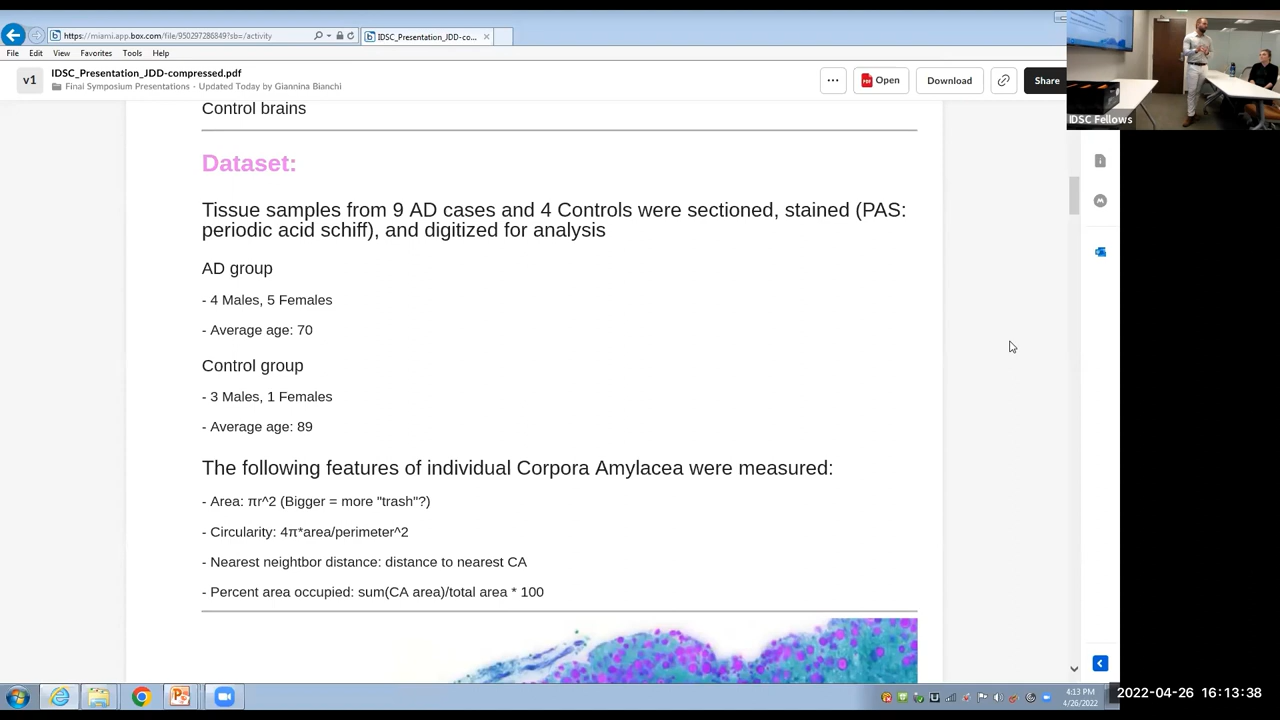 https://miami.app.box.com/file/950297286849?sb=/activity
IDSC_Presentation_JDD-co...
File Edit View Favorites Tools Help
v1
IDSC_Presentation_JDD-compressed.pdf
Final Symposium Presentations - Updated Today by Giannina Bianchi
Open
Download
Share
IDSC Fellows
Control brains
Dataset:
Tissue samples from 9 AD cases and 4 Controls were sectioned, stained (PAS:
periodic acid schiff), and digitized for analysis
AD group
- 4 Males, 5 Females
- Average age: 70
Control group
- 3 Males, 1 Females
- Average age: 89
The following features of individual Corpora Amylacea were measured:
- Area: πr^2 (Bigger = more "trash"?)
- Circularity: 4π*area/perimeter^2
- Nearest neightbor distance: distance to nearest CA
- Percent area occupied: sum(CA area)/total area * 100
4:13 PM
4/26/2022
2022-04-26 16:13:38